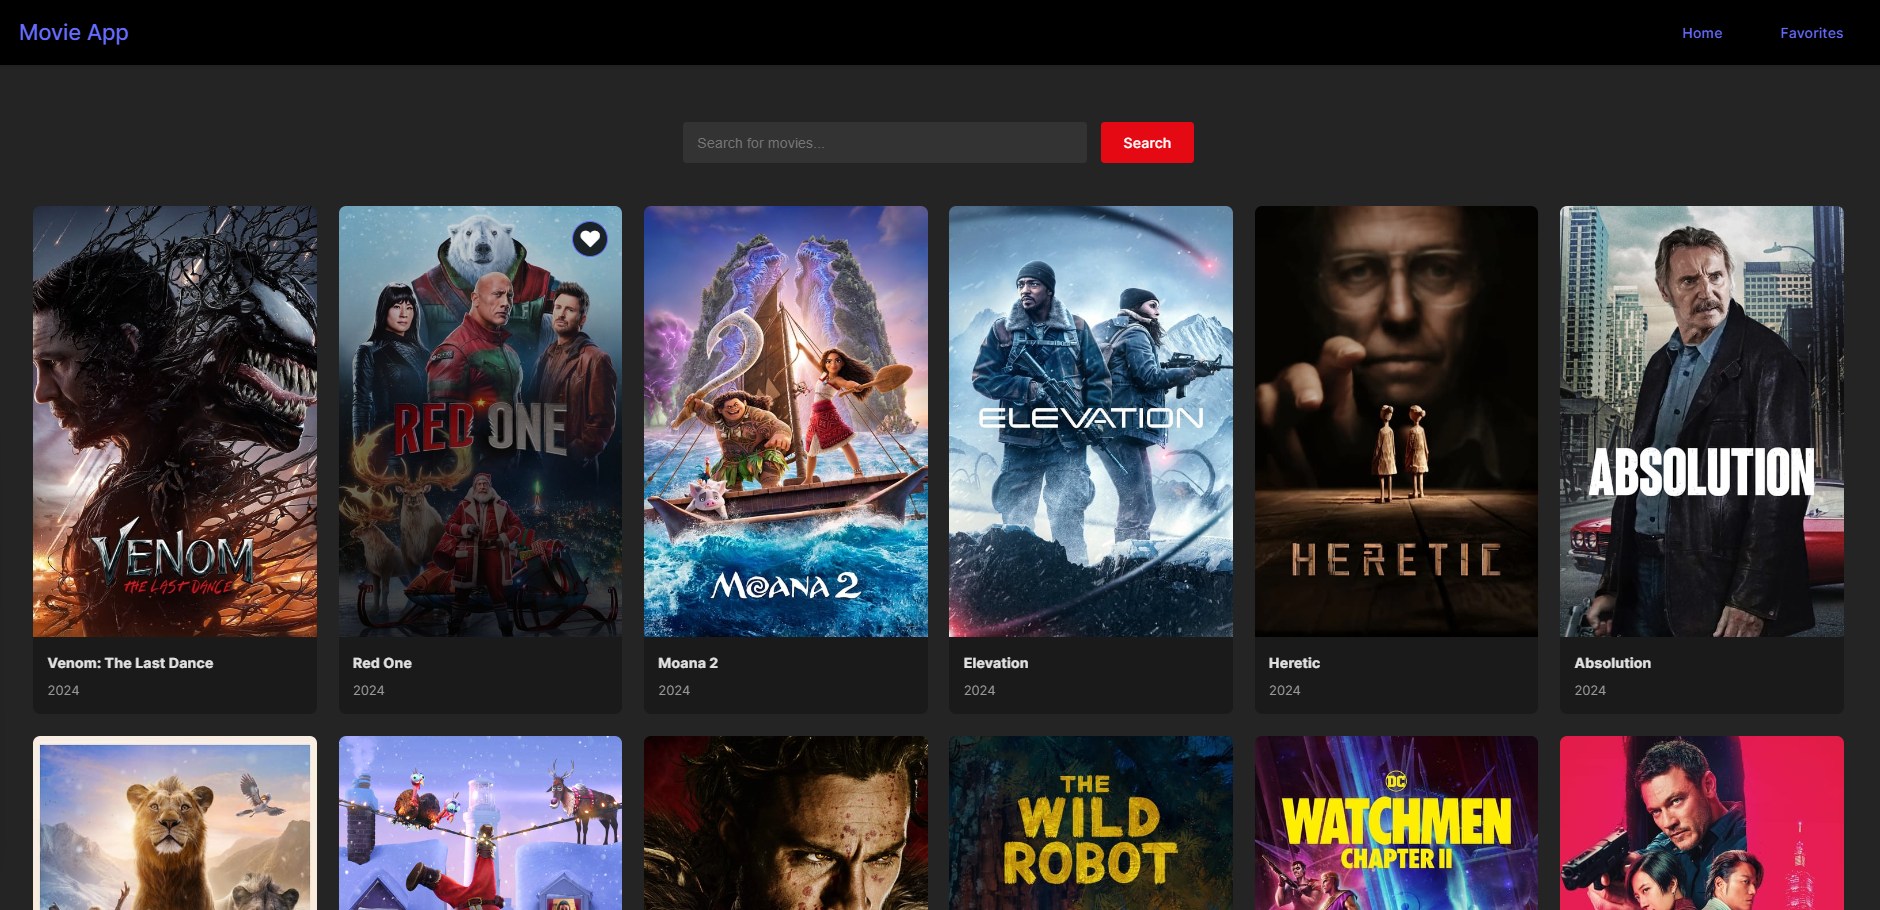 Movie App
Home
Favorites
Search for movies...
Search
VENOM
THE LAST DANCE
RED ONE
MOANA 2
ELEVATION
HERETIC
ABSOLUTION
Venom: The Last Dance
2024
Red One
2024
Moana 2
2024
Elevation
2024
Heretic
2024
Absolution
2024
THE
WILD
ROBOT
DC
WATCHMEN
CHAPTER II